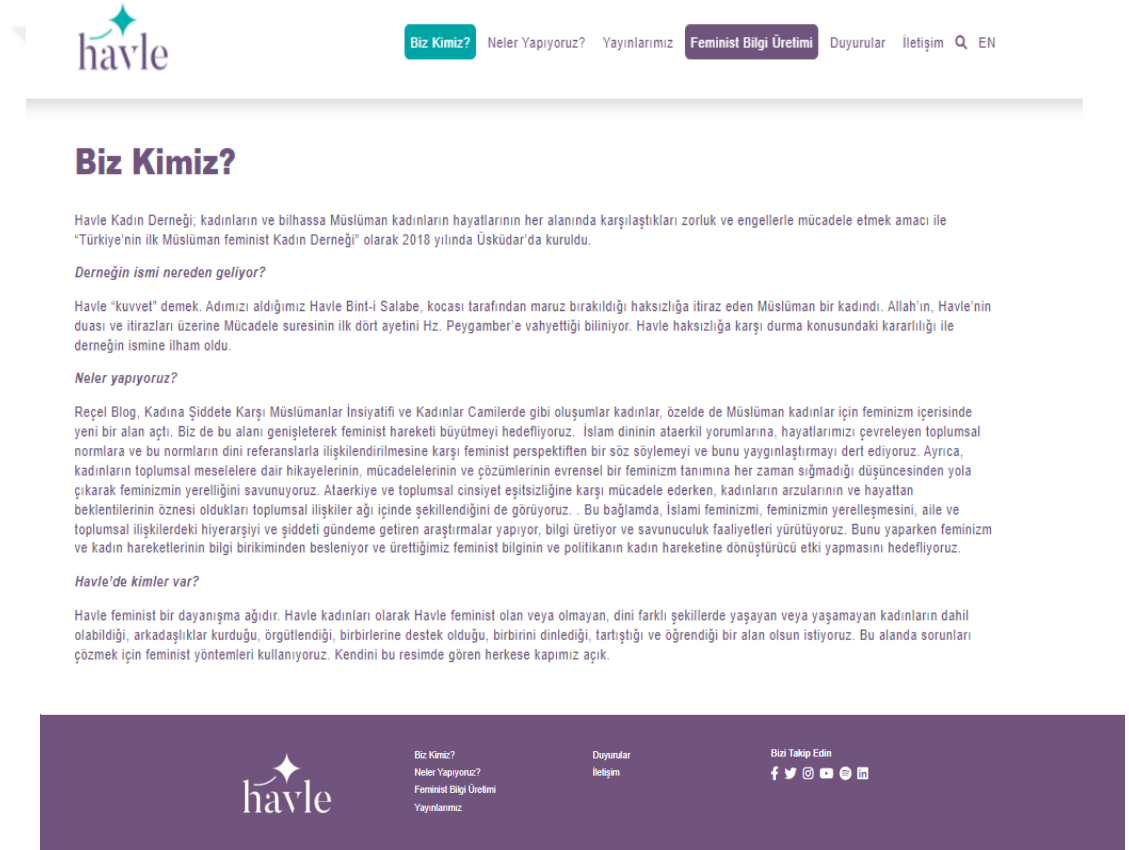 havle
Biz Kimiz? Neler Yapıyoruz? Yayınlarımız Feminist Bilgi Üretimi Duyurular İletişim EN
Biz Kimiz?
Havle Kadın Derneği; kadınların ve bilhassa Müslüman kadınların hayatlarının her alanında karşılaştıkları zorluk ve engellerle mücadele etmek amacı ile
“Türkiye’nin ilk Müslüman feminist Kadın Derneği” olarak 2018 yılında Üsküdar’da kuruldu.
Derneğin ismi nereden geliyor?
Havle “kuvvet” demek. Adımızı aldığımız Havle Bint-i Salabe, kocası tarafından maruz bırakıldığı haksızlığa itiraz eden Müslüman bir kadındı. Allah’ın, Havle’nin
duası ve itirazları üzerine Mücadele suresinin ilk dört ayetini Hz. Peygamber’e vahyettiği biliniyor. Havle haksızlığa karşı durma konusundaki kararlılığı ile
derneğin ismine ilham oldu.
Neler yapıyoruz?
Reçel Blog, Kadına Şiddete Karşı Müslümanlar İnsiyatifi ve Kadınlar Camilerde gibi oluşumlar kadınlar, özelde de Müslüman kadınlar için feminizm içerisinde
yeni bir alan açtı. Biz de bu alanı genişleterek feminist hareketi büyütmeyi hedefliyoruz. İslam dininin ataerkil yorumlarına, hayatlarımızı çevreleyen toplumsal
normlara ve bu normların dini referanslarla ilişkilendirilmesine karşı feminist perspektiften bir söz söylemeyi ve bunu yaygınlaştırmayı dert ediyoruz. Ayrıca,
kadınların toplumsal meselelere dair hikayelerinin, mücadelelerinin ve çözümlerinin evrensel bir feminizm tanımına her zaman sığmadığı düşüncesinden yola
çıkarak feminizmin yerelliğini savunuyoruz. Ataerkiye ve toplumsal cinsiyet eşitsizliğine karşı mücadele ederken, kadınların arzularının ve hayattan
beklentilerinin öznesi oldukları toplumsal ilişkiler ağı içinde şekillendiğini de görüyoruz. . Bu bağlamda, İslami feminizmi, feminizmin yerelleşmesini, aile ve
toplumsal ilişkilerdeki hiyerarşiyi ve şiddeti gündeme getiren araştırmalar yapıyor, bilgi üretiyor ve savunuculuk faaliyetleri yürütüyoruz. Bunu yaparken feminizm
ve kadın hareketlerinin bilgi birikiminden besleniyor ve ürettiğimiz feminist bilginin ve politikanın kadın hareketine dönüştürücü etki yapmasını hedefliyoruz.
Havle’de kimler var?
Havle feminist bir dayanışma ağıdır. Havle kadınları olarak Havle feminist olan veya olmayan, dini farklı şekillerde yaşayan veya yaşamayan kadınların dahil
olabildiği, arkadaşlıklar kurduğu, örgütlendiği, birbirlerine destek olduğu, birbirini dinlediği, tartıştığı ve öğrendiği bir alan olsun istiyoruz. Bu alanda sorunları
çözmek için feminist yöntemleri kullanıyoruz. Kendini bu resimde gören herkese kapımız açık.
havle
Biz Kimiz?
Neler Yapıyoruz?
Feminist Bilgi Üretimi
Yayınlarımız
Duyurular
İletişim
Bizi Takip Edin